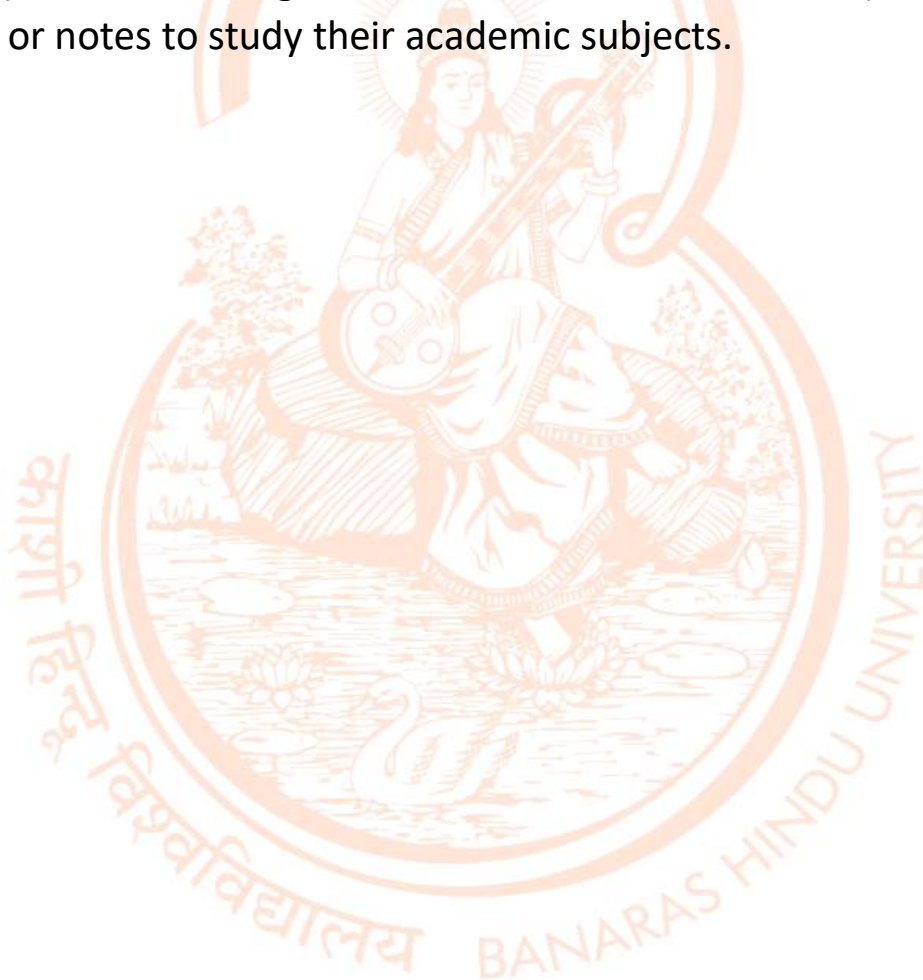 or notes to study their academic subjects.
काशी हिन्दू विश्वविद्यालय
BANARAS HINDU UNIVERSITY